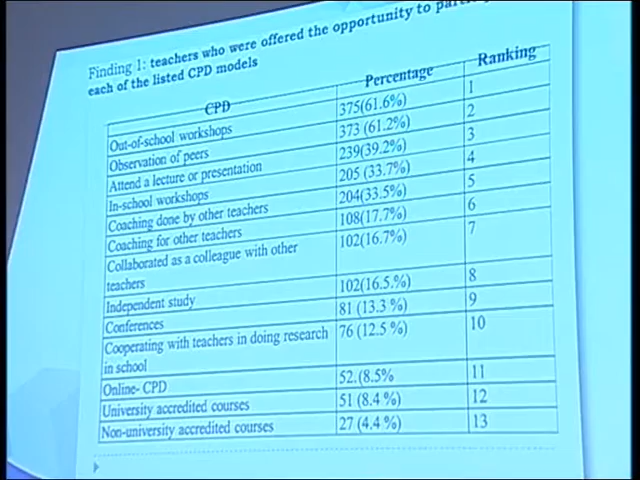 Finding 1: teachers who were offered the opportunity to
each of the listed CPD models
CPD Percentage Ranking
Out-of-school workshops 375(61.6%) 1
Observation of peers 373 (61.2%) 2
Attend a lecture or presentation 239(39.2%) 3
In-school workshops 205 (33.7%) 4
Coaching done by other teachers 204(33.5%) 5
Coaching for other teachers 108(17.7%) 6
Collaborated as a colleague with other 102(16.7%) 7
teachers
Independent study 102(16.5.%) 8
Conferences 81 (13.3 %) 9
Cooperating with teachers in doing research 76 (12.5 %) 10
in school
Online- CPD 52.(8.5% 11
University accredited courses 51 (8.4 %) 12
Non-university accredited courses 27 (4.4 %) 13